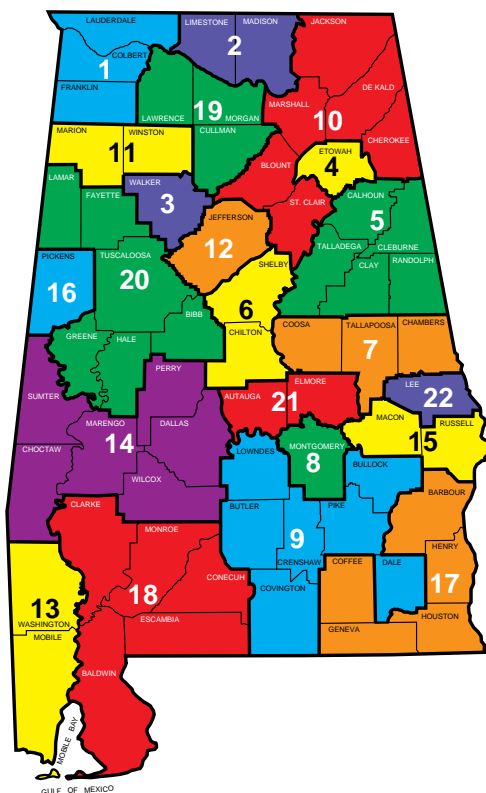 LAUDERDALE
LIMESTONE
MADISON
JACKSON
COLBERT
1
2
FRANKLIN
DE KALD
19
LAWRENCE
MORGAN
MARSHALL
10
MARION
WINSTON
CULLMAN
CHEROKEE
11
ETOWAH
4
BLOUNT
LAMAR
FAYETTE
WALKER
3
ST. CLAIR
CALHOUN
5
JEFFERSON
12
TALLADEGA
CLEBURNE
PICKENS
16
TUSCALOOSA
20
SHELBY
CLAY
RANDOLPH
6
BIBB
GREENE
HALE
CHILTON
COOSA
TALLAPOOSA
CHAMBERS
7
PERRY
SUMTER
AUTAUGA
ELMORE
21
LEE
22
MARENGO
14
DALLAS
MACON
RUSSELL
15
CHOCTAW
LOWNDES
MONTGOMERY
8
BULLOCK
WILCOX
BARBOUR
CLARKE
BUTLER
PIKE
MONROE
9
HENRY
CRENSHAW
COFFEE
DALE
CONECUH
17
18
COVINGTON
13
WASHINGTON
MOBILE
ESCAMBIA
HOUSTON
GENEVA
BALDWIN
MOBILE BAY
GULF OF MEXICO